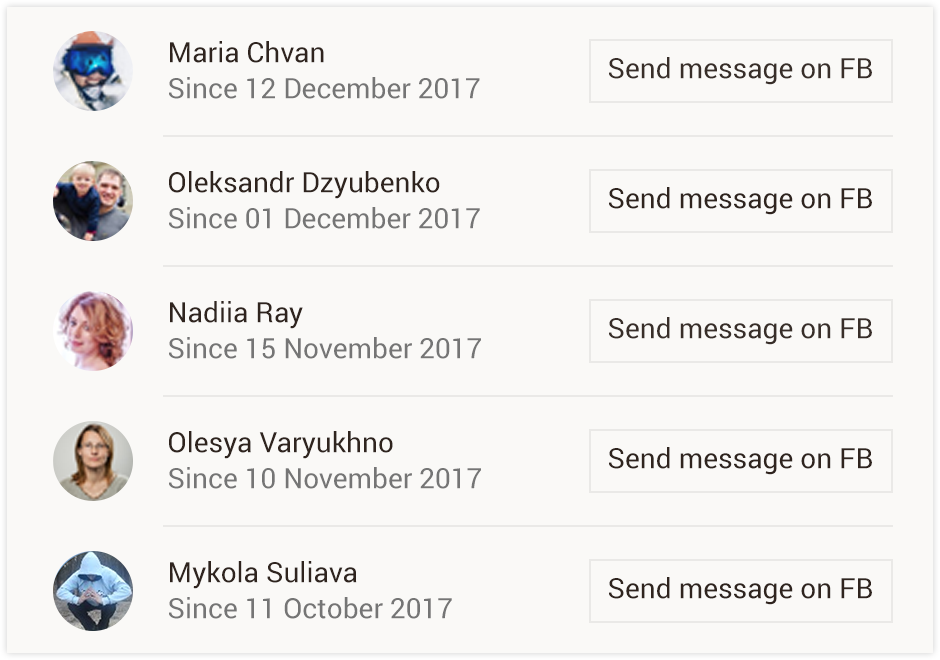 Maria Chvan
Since 12 December 2017
Send message on FB
Oleksandr Dzyubenko
Since 01 December 2017
Send message on FB
Nadiia Ray
Since 15 November 2017
Send message on FB
Olesya Varyukhno
Since 10 November 2017
Send message on FB
Mykola Suliava
Since 11 October 2017
Send message on FB